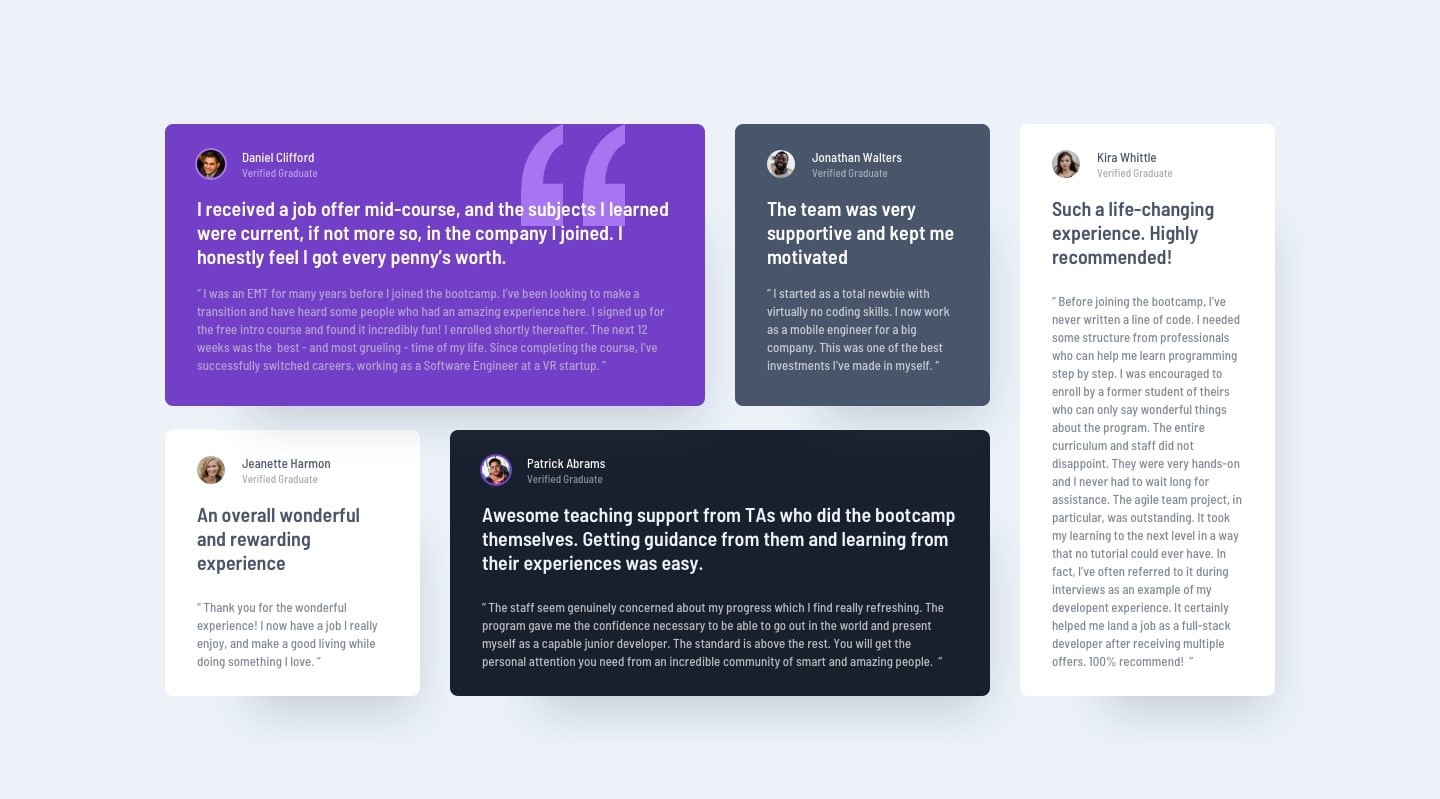 Daniel Clifford
Verified Graduate
I received a job offer mid-course, and the subjects I learned
were current, if not more so, in the company I joined. I
honestly feel I got every penny’s worth.
“ I was an EMT for many years before I joined the bootcamp. I’ve been looking to make a
transition and have heard some people who had an amazing experience here. I signed up for
the free intro course and found it incredibly fun! I enrolled shortly thereafter. The next 12
weeks was the best - and most grueling - time of my life. Since completing the course, I’ve
successfully switched careers, working as a Software Engineer at a VR startup. ”
Jonathan Walters
Verified Graduate
The team was very
supportive and kept me
motivated
“ I started as a total newbie with
virtually no coding skills. I now work
as a mobile engineer for a big
company. This was one of the best
investments I’ve made in myself. ”
Kira Whittle
Verified Graduate
Such a life-changing
experience. Highly
recommended!
“ Before joining the bootcamp, I’ve
never written a line of code. I needed
some structure from professionals
who can help me learn programming
step by step. I was encouraged to
enroll by a former student of theirs
who can only say wonderful things
about the program. The entire
curriculum and staff did not
disappoint. They were very hands-on
and I never had to wait long for
assistance. The agile team project, in
particular, was outstanding. It took
my learning to the next level in a way
that no tutorial could ever have. In
fact, I’ve often referred to it during
interviews as an example of my
developent experience. It certainly
helped me land a job as a full-stack
developer after receiving multiple
offers. 100% recommend! ”
Jeanette Harmon
Verified Graduate
An overall wonderful
and rewarding
experience
“ Thank you for the wonderful
experience! I now have a job I really
enjoy, and make a good living while
doing something I love. ”
Patrick Abrams
Verified Graduate
Awesome teaching support from TAs who did the bootcamp
themselves. Getting guidance from them and learning from
their experiences was easy.
“ The staff seem genuinely concerned about my progress which I find really refreshing. The
program gave me the confidence necessary to be able to go out in the world and present
myself as a capable junior developer. The standard is above the rest. You will get the
personal attention you need from an incredible community of smart and amazing people. ”